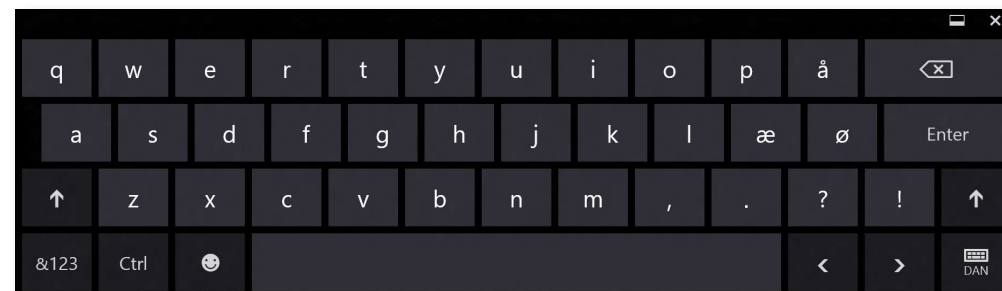 q w e r t y u i o p å
a s d f g h j k l æ ø Enter
z x c v b n m , . ? !
&123 Ctrl < > DAN